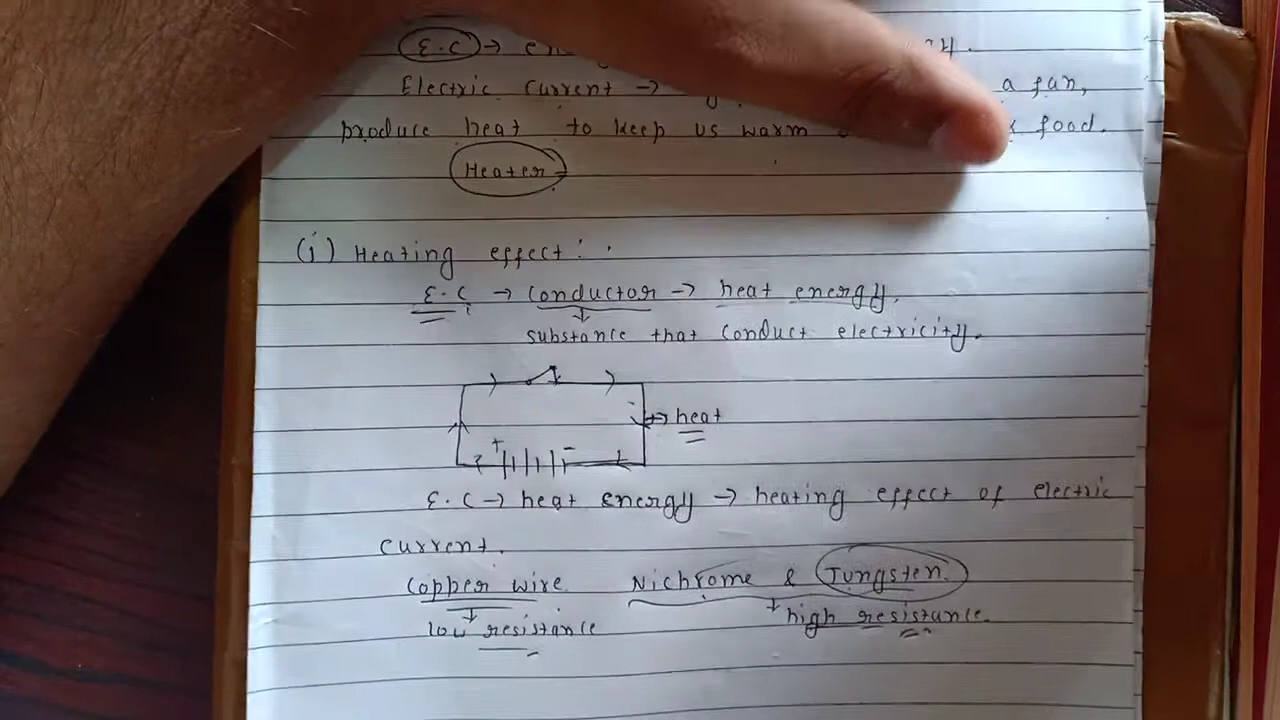 E.C →
Electric Current → a fan,
produce heat to keep us warm food.
Heater
(i) Heating effect :
E.C → Conductor → heat energy.
substance that conduct electricity.
→ heat
+ -
E.C → heat energy → heating effect of electric
current.
Copper wire Nichrome & Tungsten.
low resistance high resistance.